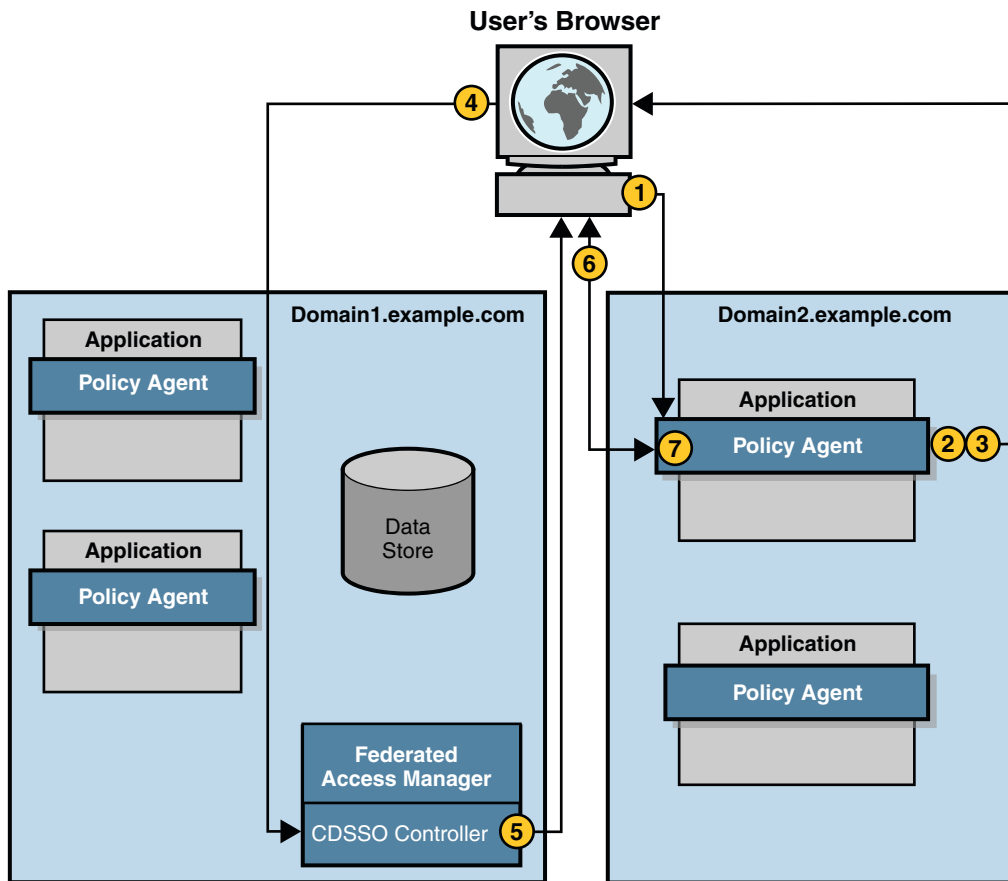 User's Browser
4
1
6
Domain1.example.com
Application
Policy Agent
Data
Store
Application
Policy Agent
Federated
Access Manager
CDSSO Controller
5
Domain2.example.com
Application
7
Policy Agent
2
3
Application
Policy Agent